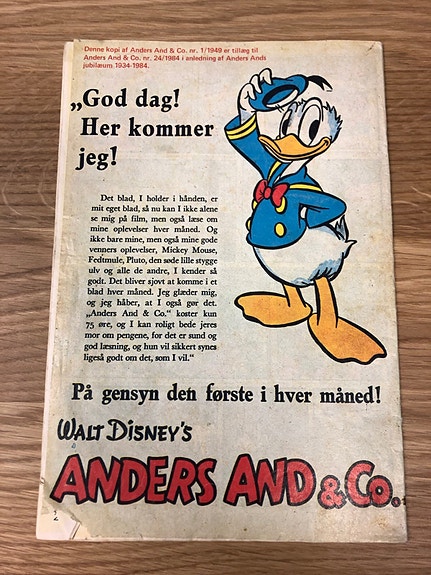 Denne kopi af Anders And & Co. nr. 1/1949 er tillæg til
Anders And & Co. nr. 24/1984 i anledning af Anders Ands
jubilæum 1934-1984.
„God dag!
Her kommer
jeg!
Det blad, I holder i hånden, er
mit eget blad, så nu kan I ikke alene
se mig på film, men også læse om
mine oplevelser hver måned. Og
ikke bare mine, men også mine gode
venners oplevelser, Mickey Mouse,
Fedtmule, Pluto, den søde lille stygge
ulv og alle de andre, I kender så
godt. Det bliver sjovt at komme i et
blad hver måned. Jeg glæder mig,
og jeg håber, at I også gør det.
„Anders And & Co.“ koster kun
75 øre, og I kan roligt bede jeres
mor om pengene, for det er sund og
god læsning, og hun vil sikkert synes
ligeså godt om det, som I vil.“
På gensyn den første i hver måned!
WALT DISNEY'S
ANDERS AND & Co.